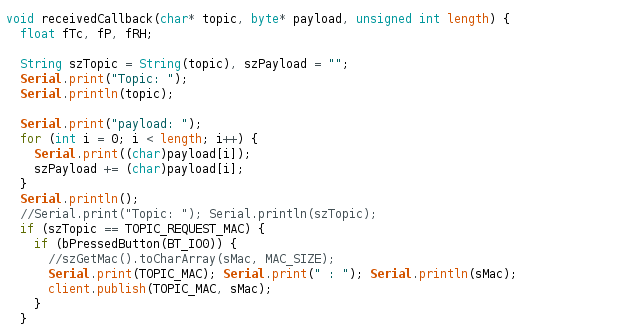 void receivedCallback(char* topic, byte* payload, unsigned int length) {
  float fTc, fP, fRH;

  String szTopic = String(topic), szPayload = "";
  Serial.print("Topic: ");
  Serial.println(topic);

  Serial.print("payload: ");
  for (int i = 0; i < length; i++) {
    Serial.print((char)payload[i]);
    szPayload += (char)payload[i];
  }
  Serial.println();
  //Serial.print("Topic: "); Serial.println(szTopic);
  if (szTopic == TOPIC_REQUEST_MAC) {
    if (bPressedButton(BT_IO0)) {
      //szGetMac().toCharArray(sMac, MAC_SIZE);
      Serial.print(TOPIC_MAC); Serial.print(" : "); Serial.println(sMac);
      client.publish(TOPIC_MAC, sMac);
    }
  }